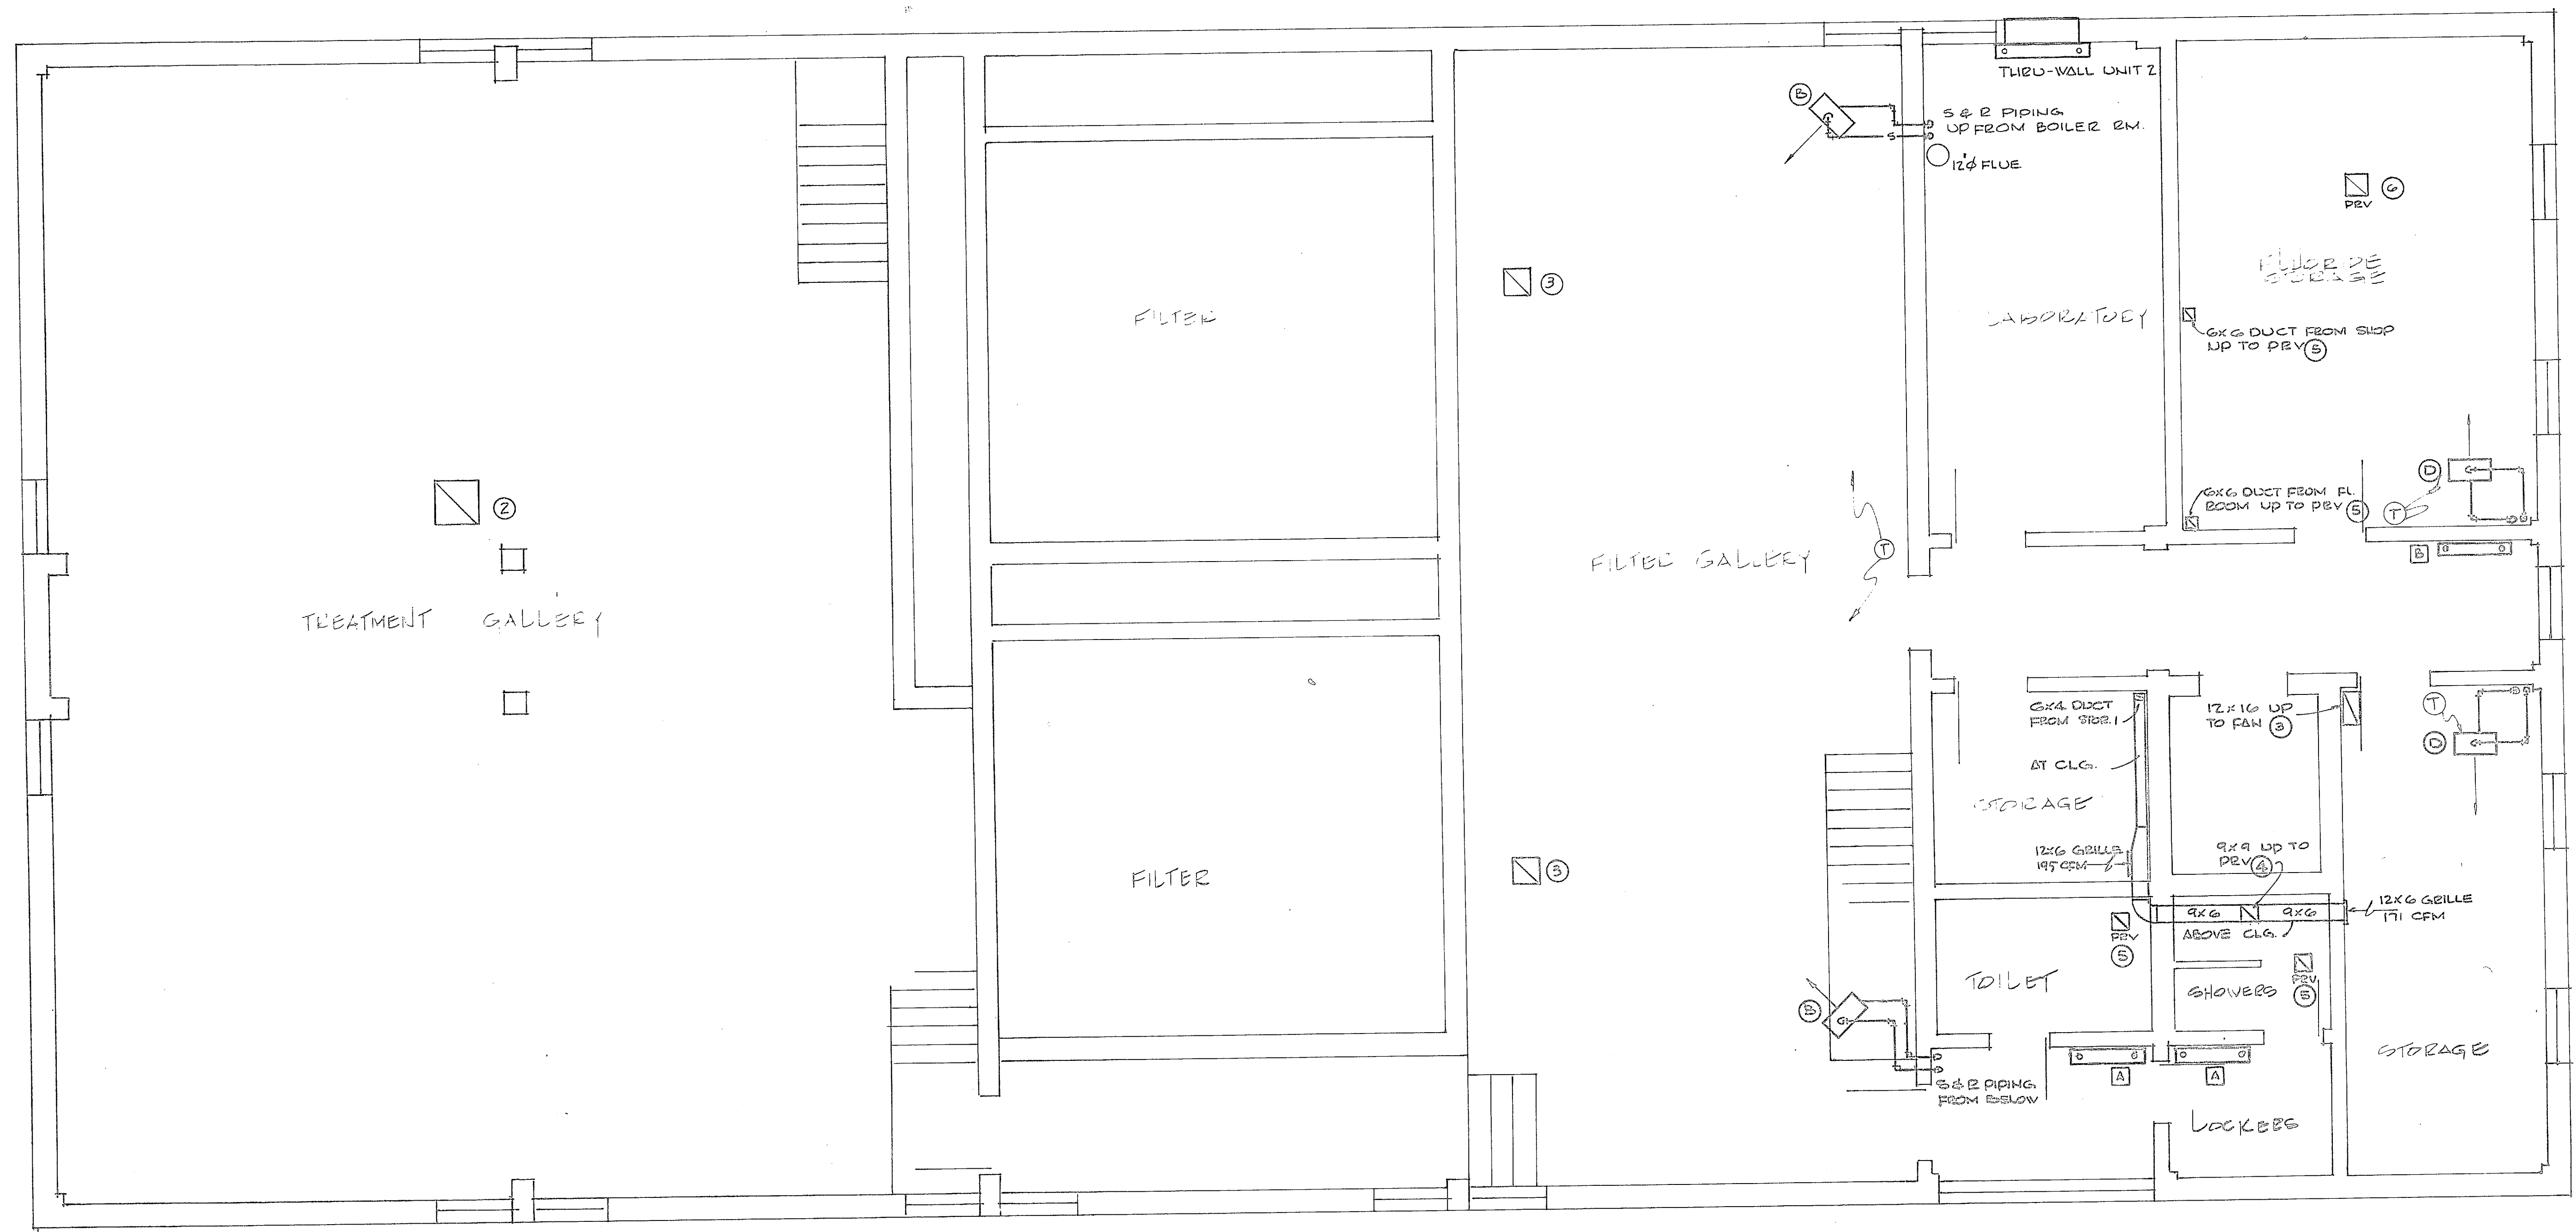 THRU-WALL UNIT 2
B
S & R PIPING
UP FROM BOILER RM.
S
12"φ FLUE
6
PRV
FLUORIDE
STORAGE
3
FILTER
LABORATORY
6X6 DUCT FROM SHOP
UP TO PRV 5
D
6X6 DUCT FROM FL.
ROOM UP TO PRV 5
T
2
T
FILTER GALLERY
B
TREATMENT GALLERY
6X4 DUCT
FROM STOR. 1
12X16 UP
TO FAN 3
T
D
AT CLG.
STORAGE
12X6 GRILLE
195 CFM
9X9 UP TO
PRV 4
FILTER
3
12X6 GRILLE
171 CFM
9X6
9X6
ABOVE CLG.
PRV
5
TOILET
SHOWERS
PRV
5
B
STORAGE
A
A
S & R PIPING
FROM BELOW
LOCKERS